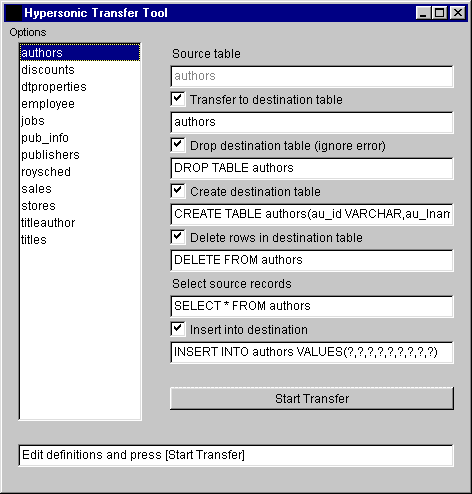 Hypersonic Transfer Tool
Options
authors
discounts
dtproperties
employee
jobs
pub_info
publishers
roysched
sales
stores
titleauthor
titles
Source table
authors
Transfer to destination table
authors
Drop destination table (ignore error)
DROP TABLE authors
Create destination table
CREATE TABLE authors(au_id VARCHAR,au_lnam
Delete rows in destination table
DELETE FROM authors
Select source records
SELECT * FROM authors
Insert into destination
INSERT INTO authors VALUES(?,?,?,?,?,?,?,?,?)
Start Transfer
Edit definitions and press [Start Transfer]